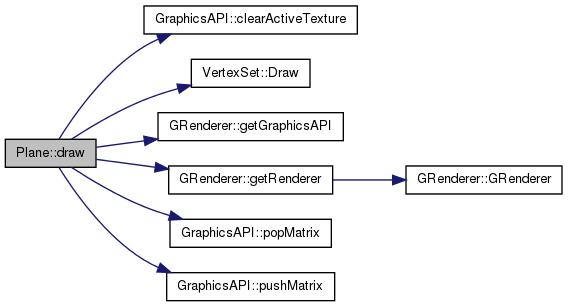 GraphicsAPI::clearActiveTexture
VertexSet::Draw
GRenderer::getGraphicsAPI
Plane::draw
GRenderer::getRenderer
GRenderer::GRenderer
GraphicsAPI::popMatrix
GraphicsAPI::pushMatrix